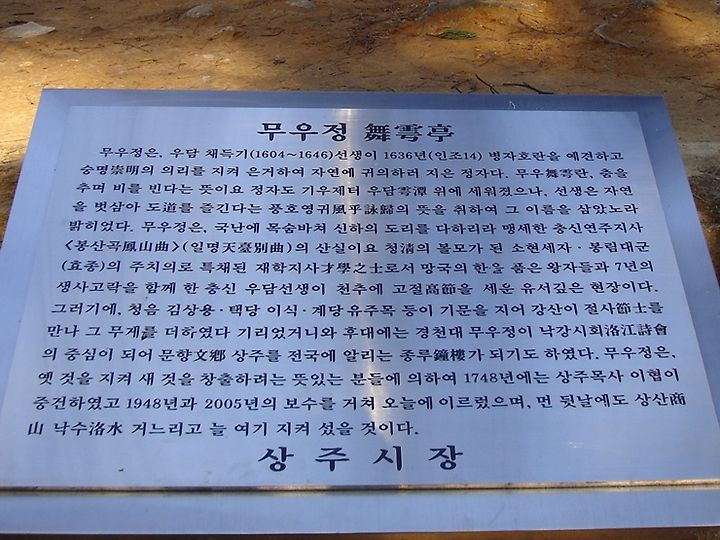 무우정 舞雩亭
무우정은, 우담 채득기(1604~1646)선생이 1636년(인조14) 병자호란을 예견하고
숭명崇明의 의리를 지켜 은거하며 자연에 귀의하려 지은 정자다. 무우舞雩란, 춤을
추며 비를 빈다는 뜻이요 정자도 기우제터 우담雩潭 위에 세워졌으나, 선생은 자연
을 벗삼아 도道를 즐긴다는 풍호영귀風乎詠歸의 뜻을 취하여 그 이름을 삼았노라
밝히었다. 무우정은, 국난에 목숨바쳐 신하의 도리를 다하리라 맹세한 충신연주지사
<봉산곡鳳山曲>(일명天臺別曲)의 산실이요 청淸의 볼모가 된 소현세자·봉림대군
(효종)의 주치의로 특채된 재학지사才學之士로서 망국의 한을 품은 왕자들과 7년의
생사고락을 함께 한 충신 우담선생이 천추에 고절高節을 세운 유서깊은 현장이다.
그러기에, 청음 김상용·택당 이식·계당 유주목 등이 기문을 지어 강산이 절사節士를
만나 그 무게를 더하였다 기리었거니와 후대에는 경천대 무우정이 낙강시회洛江詩會
의 중심이 되어 문향文鄕 상주를 전국에 알리는 종루鐘樓가 되기도 하였다. 무우정은,
옛 것을 지켜 새 것을 창출하려는 뜻있는 분들에 의하여 1748년에는 상주목사 이협이
중건하였고 1948년과 2005년의 보수를 거쳐 오늘에 이르렀으며, 먼 뒷날에도 상산商
山 낙수洛水 거느리고 늘 여기 지켜 섰을 것이다.
상주시장